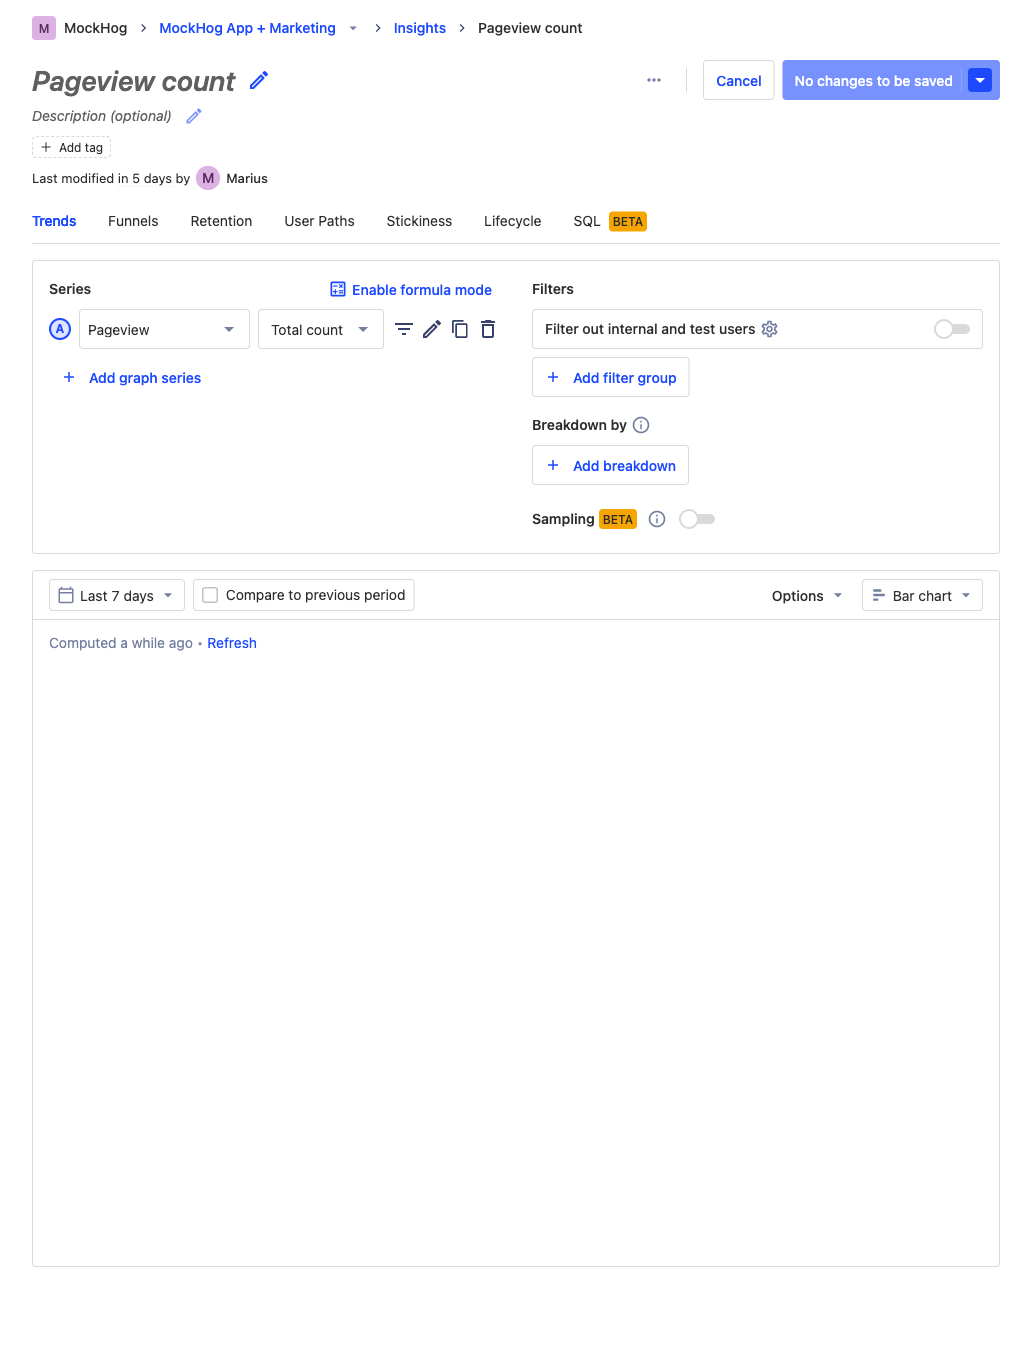 M MockHog MockHog App + Marketing Insights Pageview count
Pageview count
Cancel No changes to be saved
Description (optional)
Add tag
Last modified in 5 days by M Marius
Trends Funnels Retention User Paths Stickiness Lifecycle SQL BETA
Series Enable formula mode
A Pageview Total count
+ Add graph series
Filters
Filter out internal and test users
+ Add filter group
Breakdown by
+ Add breakdown
Sampling BETA
Last 7 days Compare to previous period Options Bar chart
Computed a while ago • Refresh